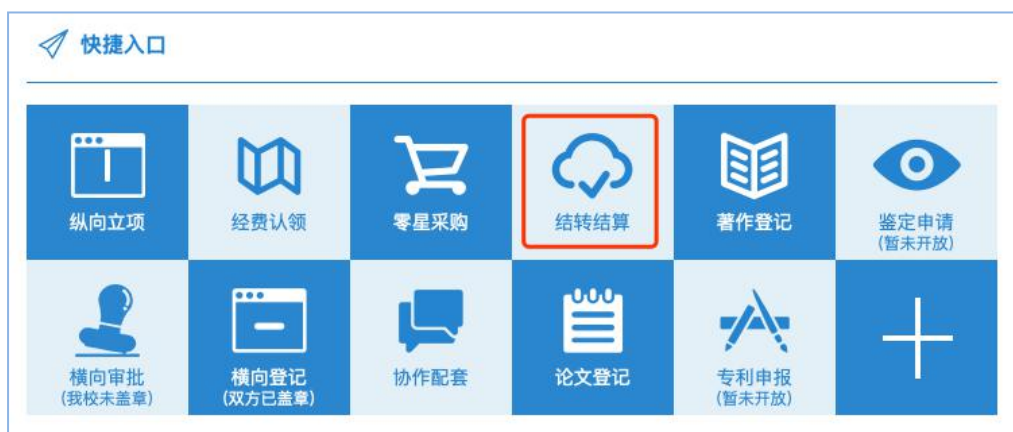 快捷入口
纵向立项
经费认领
零星采购
结转结算
著作登记
鉴定申请
(暂未开放)
横向审批
(我校未盖章)
横向登记
(双方已盖章)
协作配套
论文登记
专利申报
(暂未开放)